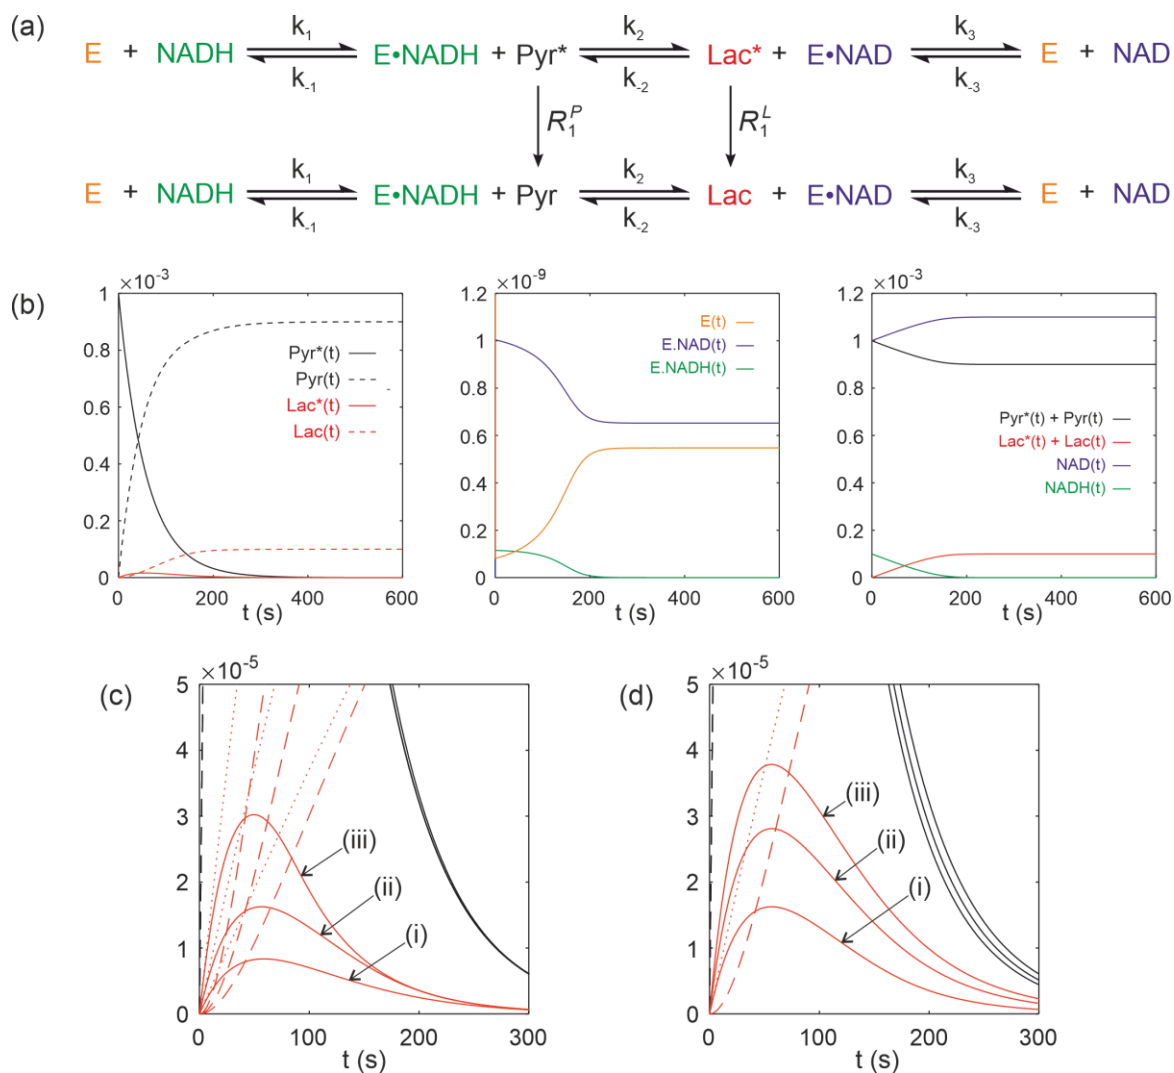 (a)
k₁ k₂ k₃
E + NADH ⇌ E•NADH + Pyr* ⇌ Lac* + E•NAD ⇌ E + NAD
k₋₁ k₋₂ k₋₃
R₁ᴾ R₁ᴸ
k₁ k₂ k₃
E + NADH ⇌ E•NADH + Pyr ⇌ Lac + E•NAD ⇌ E + NAD
k₋₁ k₋₂ k₋₃
(b)
×10⁻³
1
0.8
0.6
0.4
0.2
0
Pyr*(t)
Pyr(t)
Lac*(t)
Lac(t)
0 200 400 600
t (s)
×10⁻⁹
1.2
1
0.8
0.6
0.4
0.2
0
E(t)
E.NAD(t)
E.NADH(t)
0 200 400 600
t (s)
×10⁻³
1.2
1
0.8
0.6
0.4
0.2
0
Pyr*(t) + Pyr(t)
Lac*(t) + Lac(t)
NAD(t)
NADH(t)
0 200 400 600
t (s)
(c)
×10⁻⁵
5
4
3
2
1
0
(iii)
(ii)
(i)
0 100 200 300
t (s)
(d)
×10⁻⁵
5
4
3
2
1
0
(iii)
(ii)
(i)
0 100 200 300
t (s)